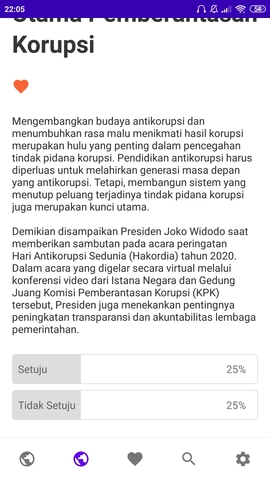 22:05
56
Utama Pemberantasan
Korupsi
Mengembangkan budaya antikorupsi dan
menumbuhkan rasa malu menikmati hasil korupsi
merupakan hulu yang penting dalam pencegahan
tindak pidana korupsi. Pendidikan antikorupsi harus
diperluas untuk melahirkan generasi masa depan
yang antikorupsi. Tetapi, membangun sistem yang
menutup peluang terjadinya tindak pidana korupsi
juga merupakan kunci utama.
Demikian disampaikan Presiden Joko Widodo saat
memberikan sambutan pada acara peringatan
Hari Antikorupsi Sedunia (Hakordia) tahun 2020.
Dalam acara yang digelar secara virtual melalui
konferensi video dari Istana Negara dan Gedung
Juang Komisi Pemberantasan Korupsi (KPK)
tersebut, Presiden juga menekankan pentingnya
peningkatan transparansi dan akuntabilitas lembaga
pemerintahan.
Setuju 25%
Tidak Setuju 25%